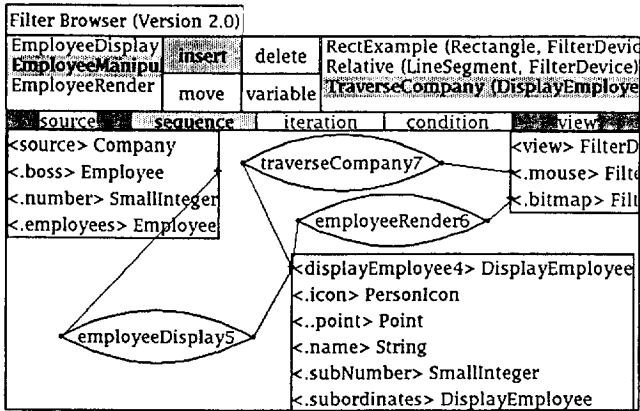 Filter Browser (Version 2.0)
EmployeeDisplay
EmployeeManipu
EmployeeRender
insert
delete
move
variable
RectExample (Rectangle, FilterDevic
Relative (LineSegment, FilterDevice)
TraverseCompany (DisplayEmploye
source
sequence
iteration
condition
view
<source> Company
<.boss> Employee
<.number> SmallInteger
<.employees> Employee
traverseCompany7
employeeRender6
employeeDisplay5
<view> FilterD
<.mouse> Filte
<.bitmap> Filt
<displayEmployee4> DisplayEmployee
<.icon> PersonIcon
<..point> Point
<.name> String
<.subNumber> SmallInteger
<.subordinates> DisplayEmployee